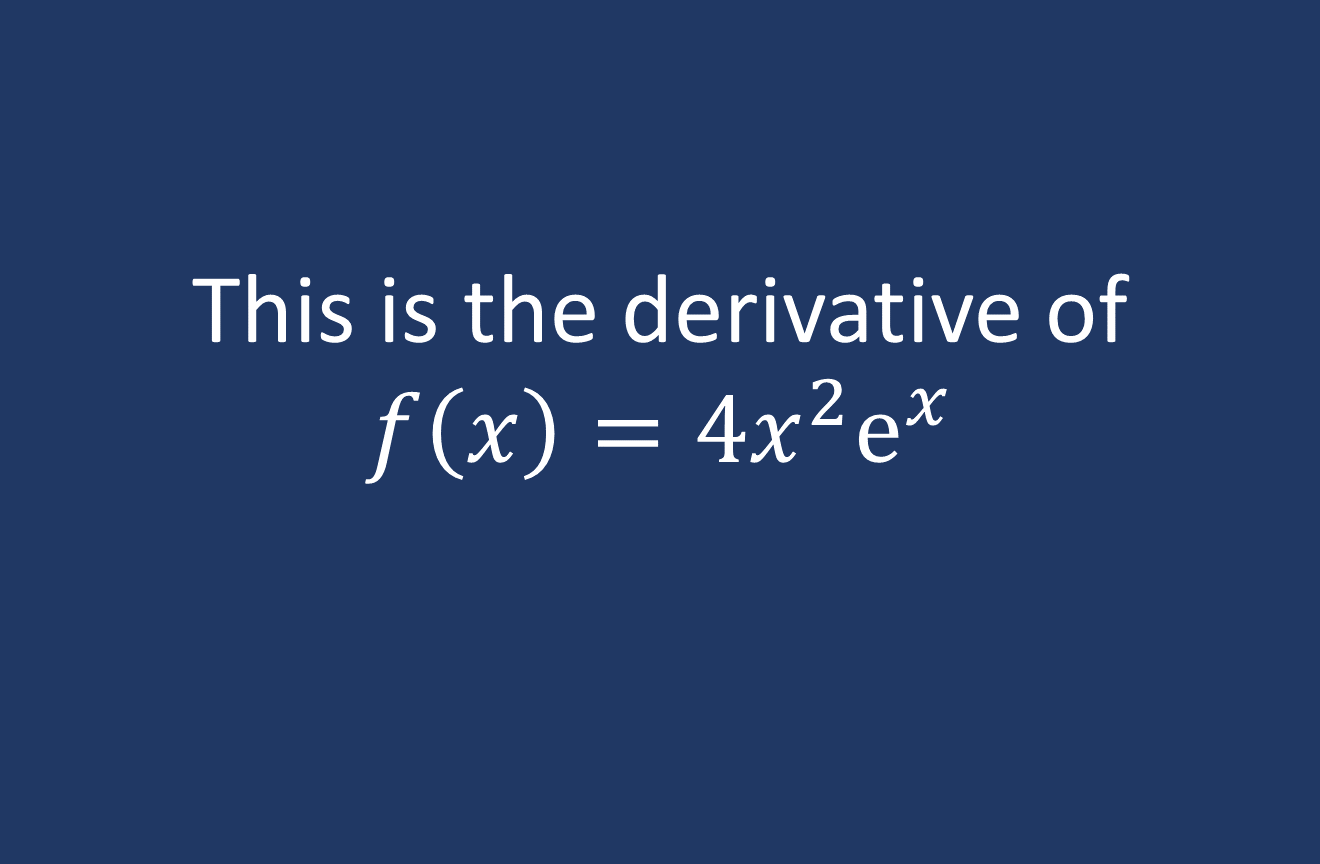 This is the derivative of
f(x) = 4x²eˣ